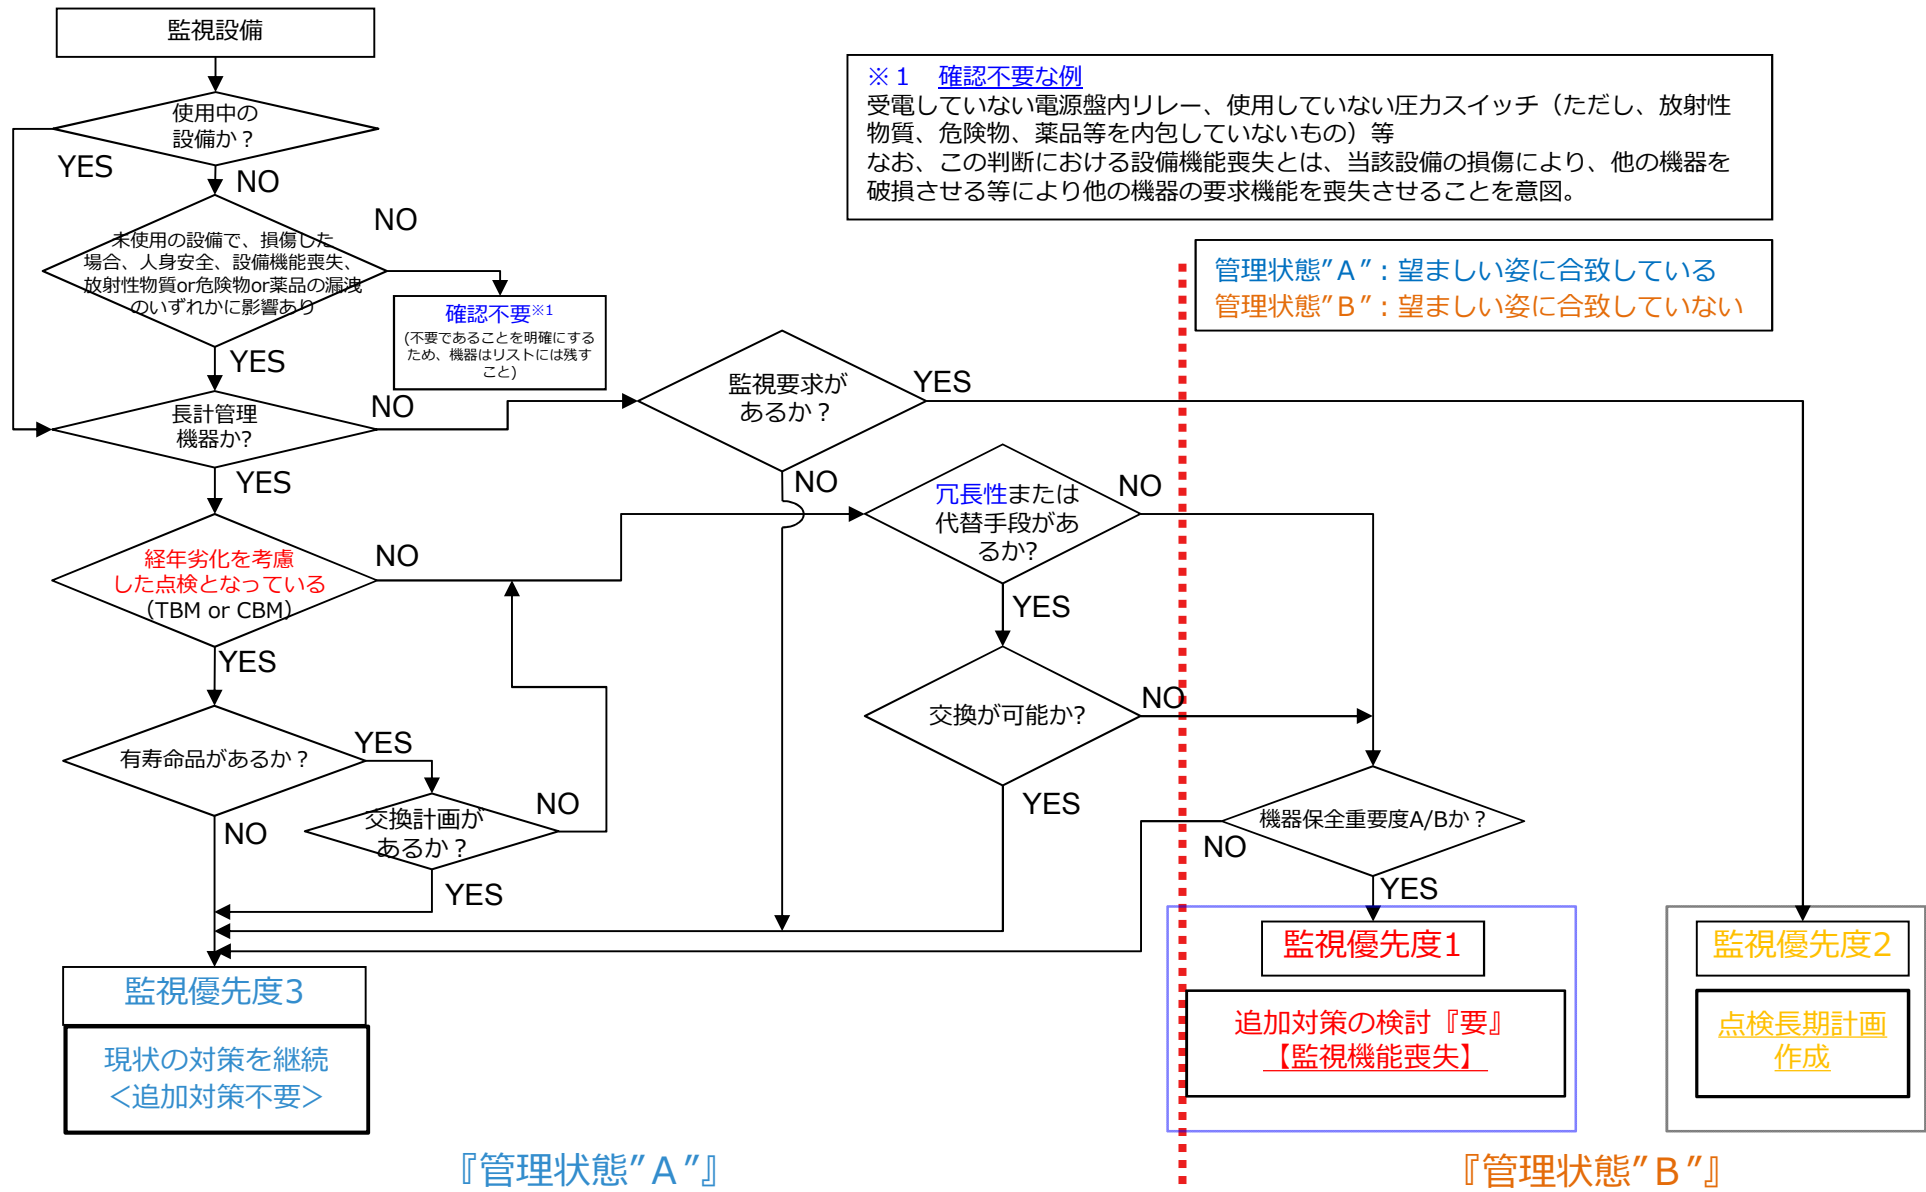 監視設備
使用中の
設備か？
YES
NO
未使用の設備で、損傷した
場合、人身安全、設備機能喪失、
放射性物質or危険物or薬品の漏洩
のいずれかに影響あり
NO
YES
確認不要※1
(不要であることを明確にする
ため、機器はリストには残す
こと)
※１　確認不要な例
受電していない電源盤内リレー、使用していない圧力スイッチ（ただし、放射性
物質、危険物、薬品等を内包していないもの）等
なお、この判断における設備機能喪失とは、当該設備の損傷により、他の機器を
破損させる等により他の機器の要求機能を喪失させることを意図。
管理状態”Ａ”：望ましい姿に合致している
管理状態”Ｂ”：望ましい姿に合致していない
長計管理
機器か?
NO
YES
監視要求が
あるか？
YES
NO
経年劣化を考慮
した点検となっている
（TBM or CBM）
NO
YES
冗長性または
代替手段があ
るか?
NO
YES
有寿命品があるか？
YES
NO
交換計画が
あるか？
NO
YES
交換が可能か?
NO
YES
機器保全重要度A/Bか？
NO
YES
監視優先度3
現状の対策を継続
＜追加対策不要＞
監視優先度1
追加対策の検討『要』
【監視機能喪失】
監視優先度2
点検長期計画
作成
『管理状態”Ａ”』
『管理状態”Ｂ”』